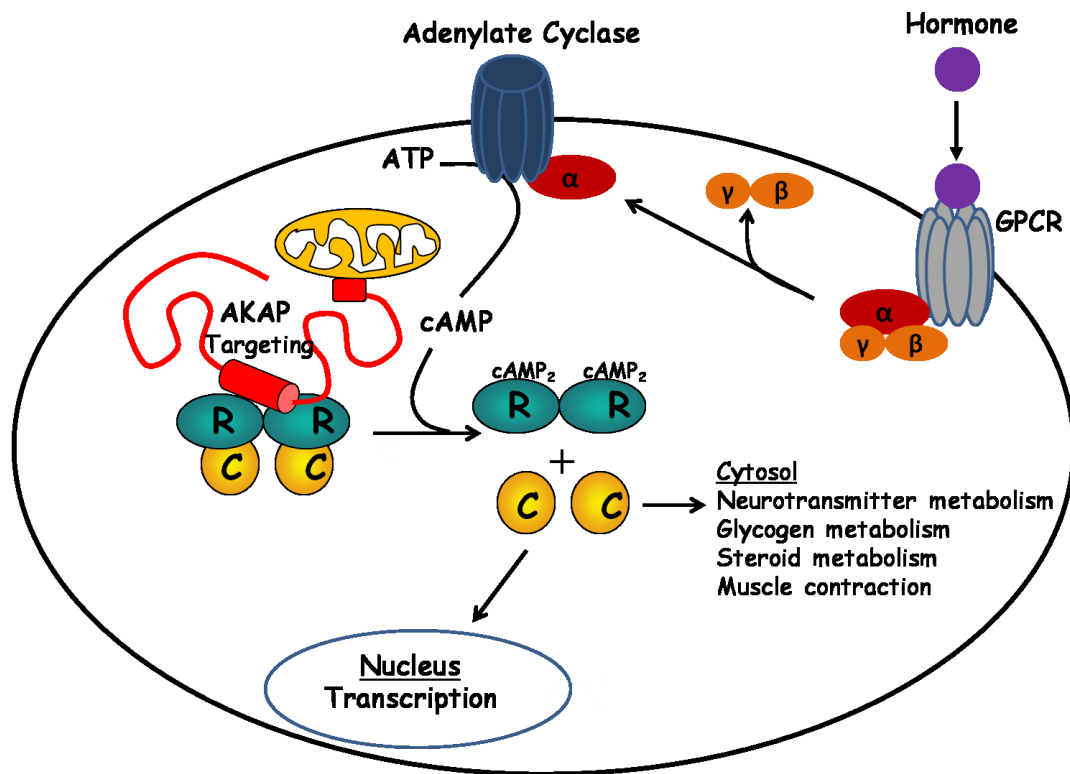 Adenylate Cyclase
Hormone
ATP
α
γ β
GPCR
α
γ β
AKAP
Targeting
cAMP
cAMP₂ cAMP₂
R R
R R
C C
+
C C
Cytosol
Neurotransmitter metabolism
Glycogen metabolism
Steroid metabolism
Muscle contraction
Nucleus
Transcription